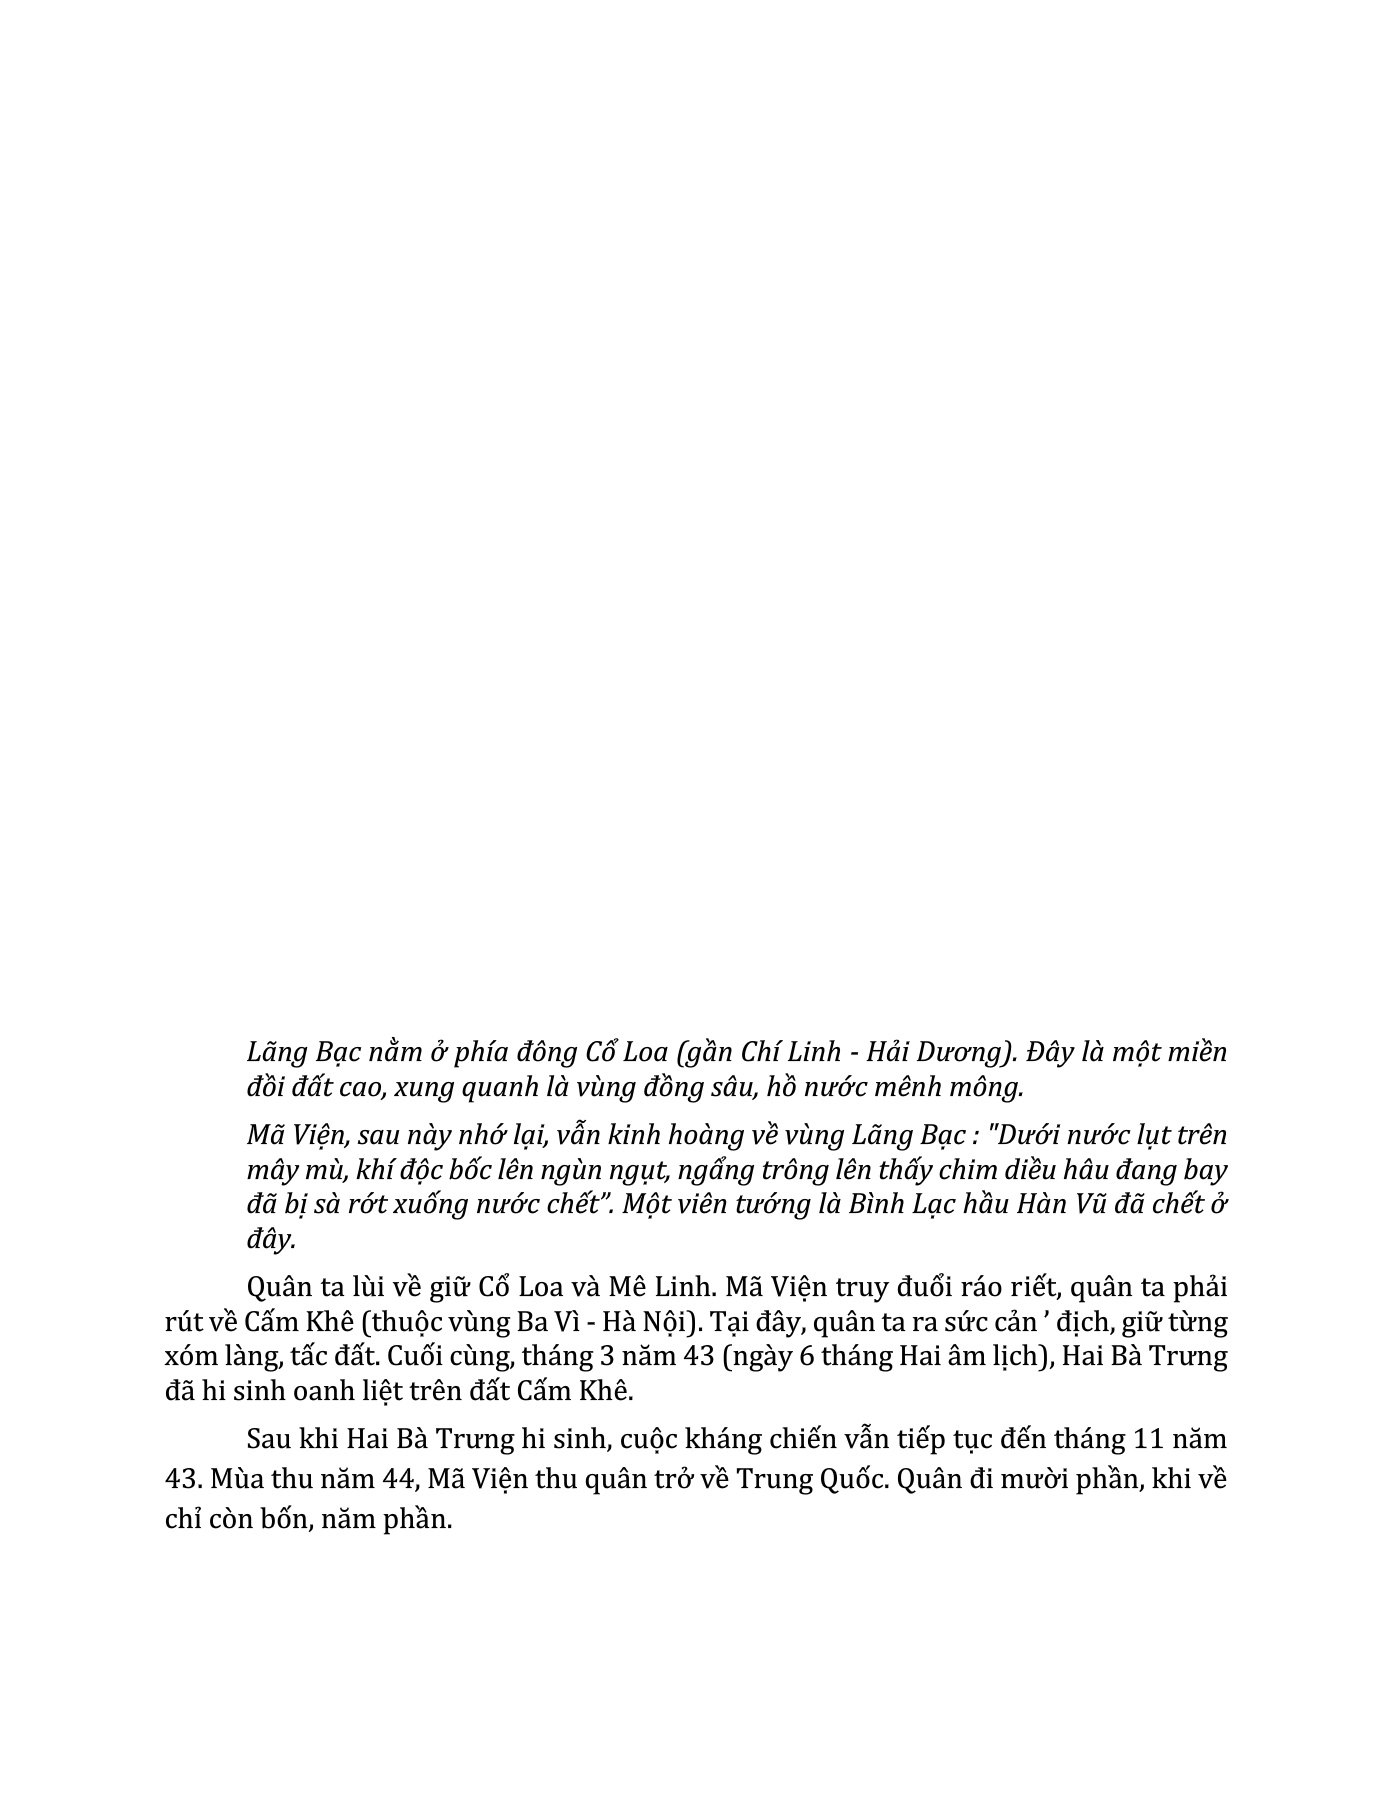 Lãng Bạc nằm ở phía đông Cổ Loa (gần Chí Linh - Hải Dương). Đây là một miền
đồi đất cao, xung quanh là vùng đồng sâu, hồ nước mênh mông.
Mã Viện, sau này nhớ lại, vẫn kinh hoàng về vùng Lãng Bạc : "Dưới nước lụt trên
mây mù, khí độc bốc lên ngùn ngụt, ngẩng trông lên thấy chim diều hâu đang bay
đã bị sà rớt xuống nước chết”. Một viên tướng là Bình Lạc hầu Hàn Vũ đã chết ở
đây.
Quân ta lùi về giữ Cổ Loa và Mê Linh. Mã Viện truy đuổi ráo riết, quân ta phải
rút về Cấm Khê (thuộc vùng Ba Vì - Hà Nội). Tại đây, quân ta ra sức cản ’ địch, giữ từng
xóm làng, tấc đất. Cuối cùng, tháng 3 năm 43 (ngày 6 tháng Hai âm lịch), Hai Bà Trưng
đã hi sinh oanh liệt trên đất Cấm Khê.
Sau khi Hai Bà Trưng hi sinh, cuộc kháng chiến vẫn tiếp tục đến tháng 11 năm
43. Mùa thu năm 44, Mã Viện thu quân trở về Trung Quốc. Quân đi mười phần, khi về
chỉ còn bốn, năm phần.